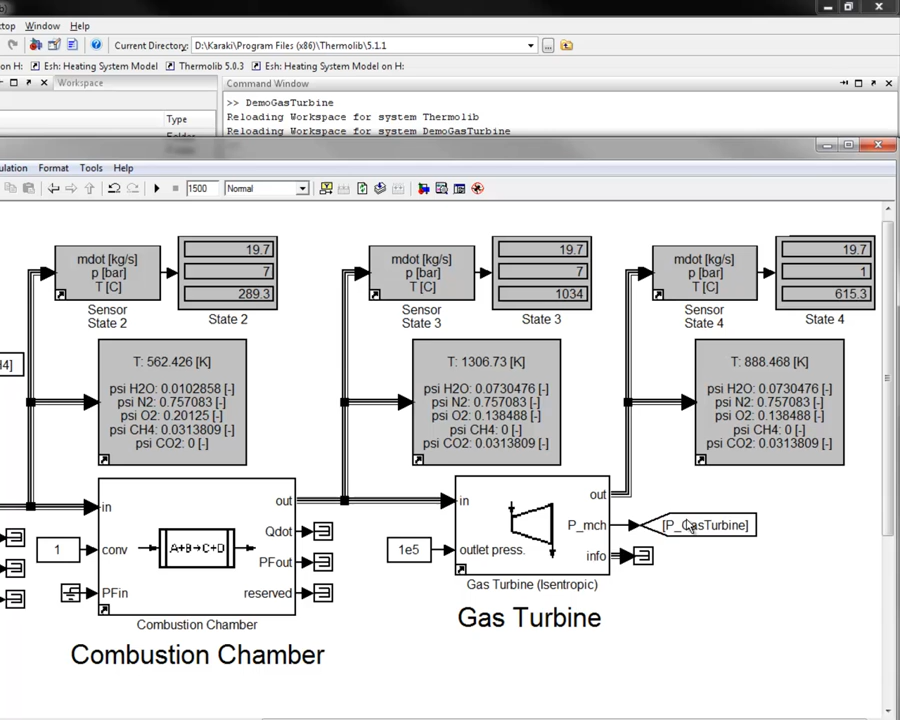 ktop Window Help
Current Directory: D:\Karaki\Program Files (x86)\Thermolib\5.1.1 ...
on H: Esh: Heating System Model Thermolib 5.0.3 Esh: Heating System Model on H:
Workspace
Command Window
Type
>> DemoGasTurbine
Reloading Workspace for system Thermolib
Reloading Workspace for system DemoGasTurbine
ulation Format Tools Help
1500 Normal
mdot [kg/s]
p [bar]
T [C]
Sensor
State 2
19.7
7
289.3
State 2
mdot [kg/s]
p [bar]
T [C]
Sensor
State 3
19.7
7
1034
State 3
mdot [kg/s]
p [bar]
T [C]
Sensor
State 4
19.7
1
615.3
State 4
H4]
T: 562.426 [K]
psi H2O: 0.0102858 [-]
psi N2: 0.757083 [-]
psi O2: 0.20125 [-]
psi CH4: 0.0313809 [-]
psi CO2: 0 [-]
T: 1306.73 [K]
psi H2O: 0.0730476 [-]
psi N2: 0.757083 [-]
psi O2: 0.138488 [-]
psi CH4: 0 [-]
psi CO2: 0.0313809 [-]
T: 888.468 [K]
psi H2O: 0.0730476 [-]
psi N2: 0.757083 [-]
psi O2: 0.138488 [-]
psi CH4: 0 [-]
psi CO2: 0.0313809 [-]
in
out
1
conv
A+B→C+D
Qdot
PFout
PFin
reserved
Combustion Chamber
Combustion Chamber
in
out
P_mch
[P_GasTurbine]
1e5
outlet press.
info
Gas Turbine (Isentropic)
Gas Turbine